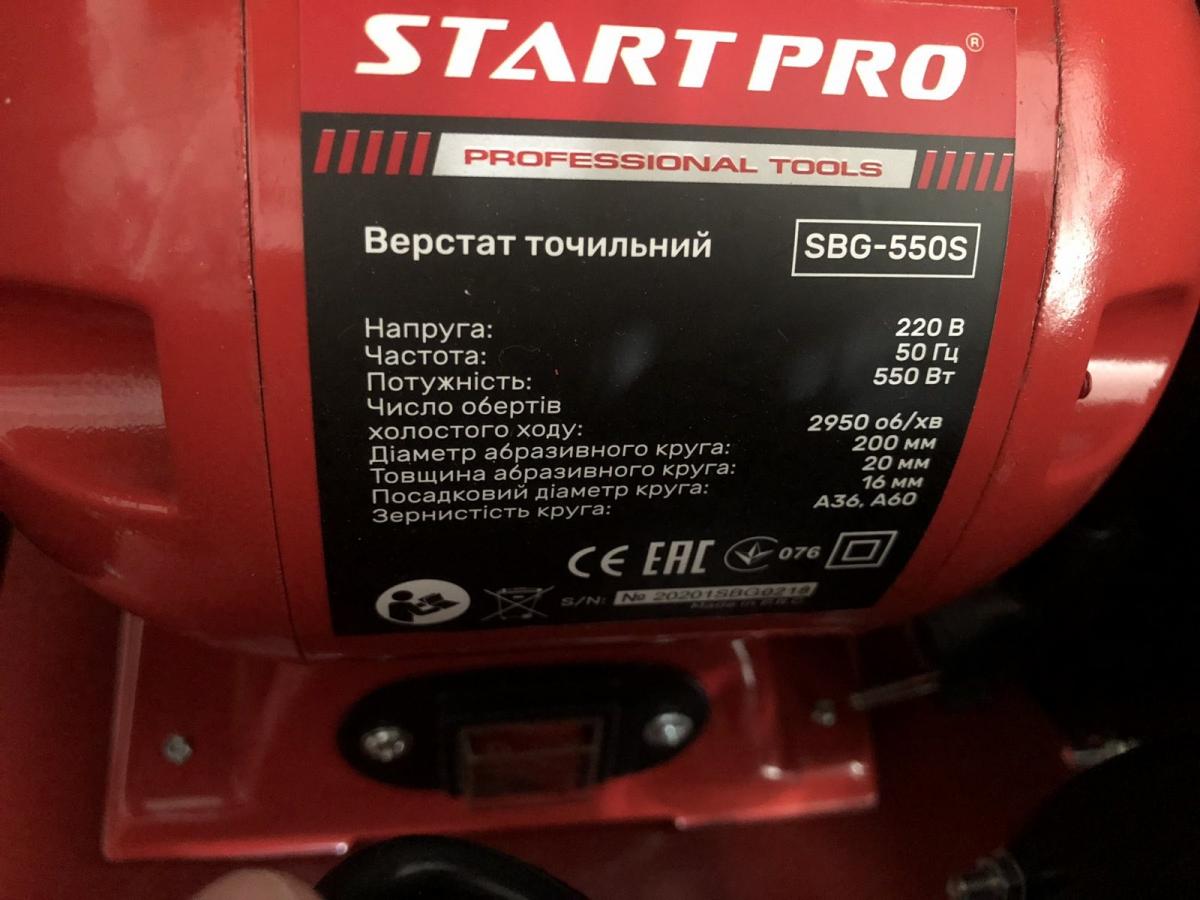 START PRO ®
PROFESSIONAL TOOLS
Верстат точильний SBG-550S
Напруга: 220 В
Частота: 50 Гц
Потужність: 550 Вт
Число обертів
холостого ходу: 2950 об/хв
Діаметр абразивного круга: 200 мм
Товщина абразивного круга: 20 мм
Посадковий діаметр круга: 16 мм
Зернистість круга: А36, А60
CE EAC 076
S/N: № 20201SBG0218
Made in P.R.C